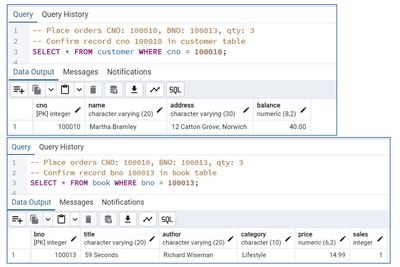 Query Query History
1 -- Place orders CNO: 100010, BNO: 100013, qty: 3
2 -- Confirm record cno 100010 in customer table
3 SELECT * FROM customer WHERE cno = 100010;
4
Data Output Messages Notifications
SQL
cno name address balance
[PK] integer character varying (20) character varying (30) numeric (8,2)
1 100010 Martha Bramley 12 Catton Grove, Norwich 40.00
Query Query History
1 -- Place orders CNO: 100010, BNO: 100013, qty: 3
2 -- Confirm record bno 100013 in book table
3 SELECT * FROM book WHERE bno = 100013;
4
Data Output Messages Notifications
SQL
bno title author category price sales
[PK] integer character varying (20) character varying (20) character (10) numeric (6,2) integer
1 100013 59 Seconds Richard Wiseman Lifestyle 14.99 1